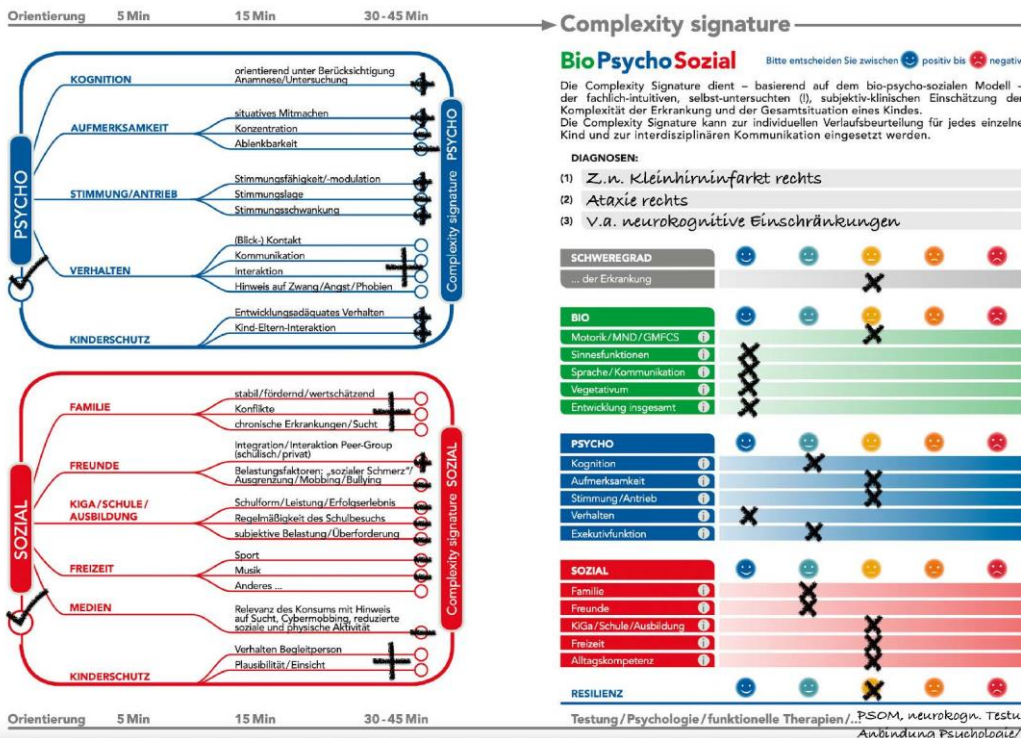 Orientierung 5 Min 15 Min 30-45 Min
PSYCHO
KOGNITION
orientierend unter Berücksichtigung
Anamnese/Untersuchung
AUFMERKSAMKEIT
situatives Mitmachen
Konzentration
Ablenkbarkeit
STIMMUNG/ANTRIEB
Stimmungsfähigkeit/-modulation
Stimmungslage
Stimmungsschwankung
VERHALTEN
(Blick-) Kontakt
Kommunikation
Interaktion
Hinweis auf Zwang/Angst/Phobien
KINDERSCHUTZ
Entwicklungsadäquates Verhalten
Kind-Eltern-Interaktion
Complexity signature PSYCHO
SOZIAL
FAMILIE
stabil/fördernd/wertschätzend
Konflikte
chronische Erkrankungen/Sucht
FREUNDE
Integration/Interaktion Peer-Group
(schulisch/privat)
Belastungsfaktoren: „sozialer Schmerz"/
Ausgrenzung/Mobbing/Bullying
KIGA/SCHULE/
AUSBILDUNG
Schulform/Leistung/Erfolgserlebnis
Regelmäßigkeit des Schulbesuchs
subjektive Belastung/Überforderung
FREIZEIT
Sport
Musik
Anderes ...
MEDIEN
Relevanz des Konsums mit Hinweis
auf Sucht, Cybermobbing, reduzierte
soziale und physische Aktivität
KINDERSCHUTZ
Verhalten Begleitperson
Plausibilität/Einsicht
Complexity signature SOZIAL
Orientierung 5 Min 15 Min 30-45 Min
Complexity signature
BioPsychoSozial
Bitte entscheiden Sie zwischen positiv bis negativ
Die Complexity Signature dient – basierend auf dem bio-psycho-sozialen Modell –
der fachlich-intuitiven, selbst-untersuchten (!), subjektiv-klinischen Einschätzung der
Komplexität der Erkrankung und der Gesamtsituation eines Kindes.
Die Complexity Signature kann zur individuellen Verlaufsbeurteilung für jedes einzelne
Kind und zur interdisziplinären Kommunikation eingesetzt werden.
DIAGNOSEN:
(1) Z.n. Kleinhirninfarkt rechts
(2) Ataxie rechts
(3) V.a. neurokognitive Einschränkungen
SCHWEREGRAD
... der Erkrankung
BIO
Motorik/MND/GMFCS
Sinnesfunktionen
Sprache/Kommunikation
Vegetativum
Entwicklung insgesamt
PSYCHO
Kognition
Aufmerksamkeit
Stimmung/Antrieb
Verhalten
Exekutivfunktion
SOZIAL
Familie
Freunde
KiGa/Schule/Ausbildung
Freizeit
Alltagskompetenz
RESILIENZ
Testung/Psychologie/funktionelle Therapien/... PSOM, neurokogn. Testu
Anbindung Psychologie/